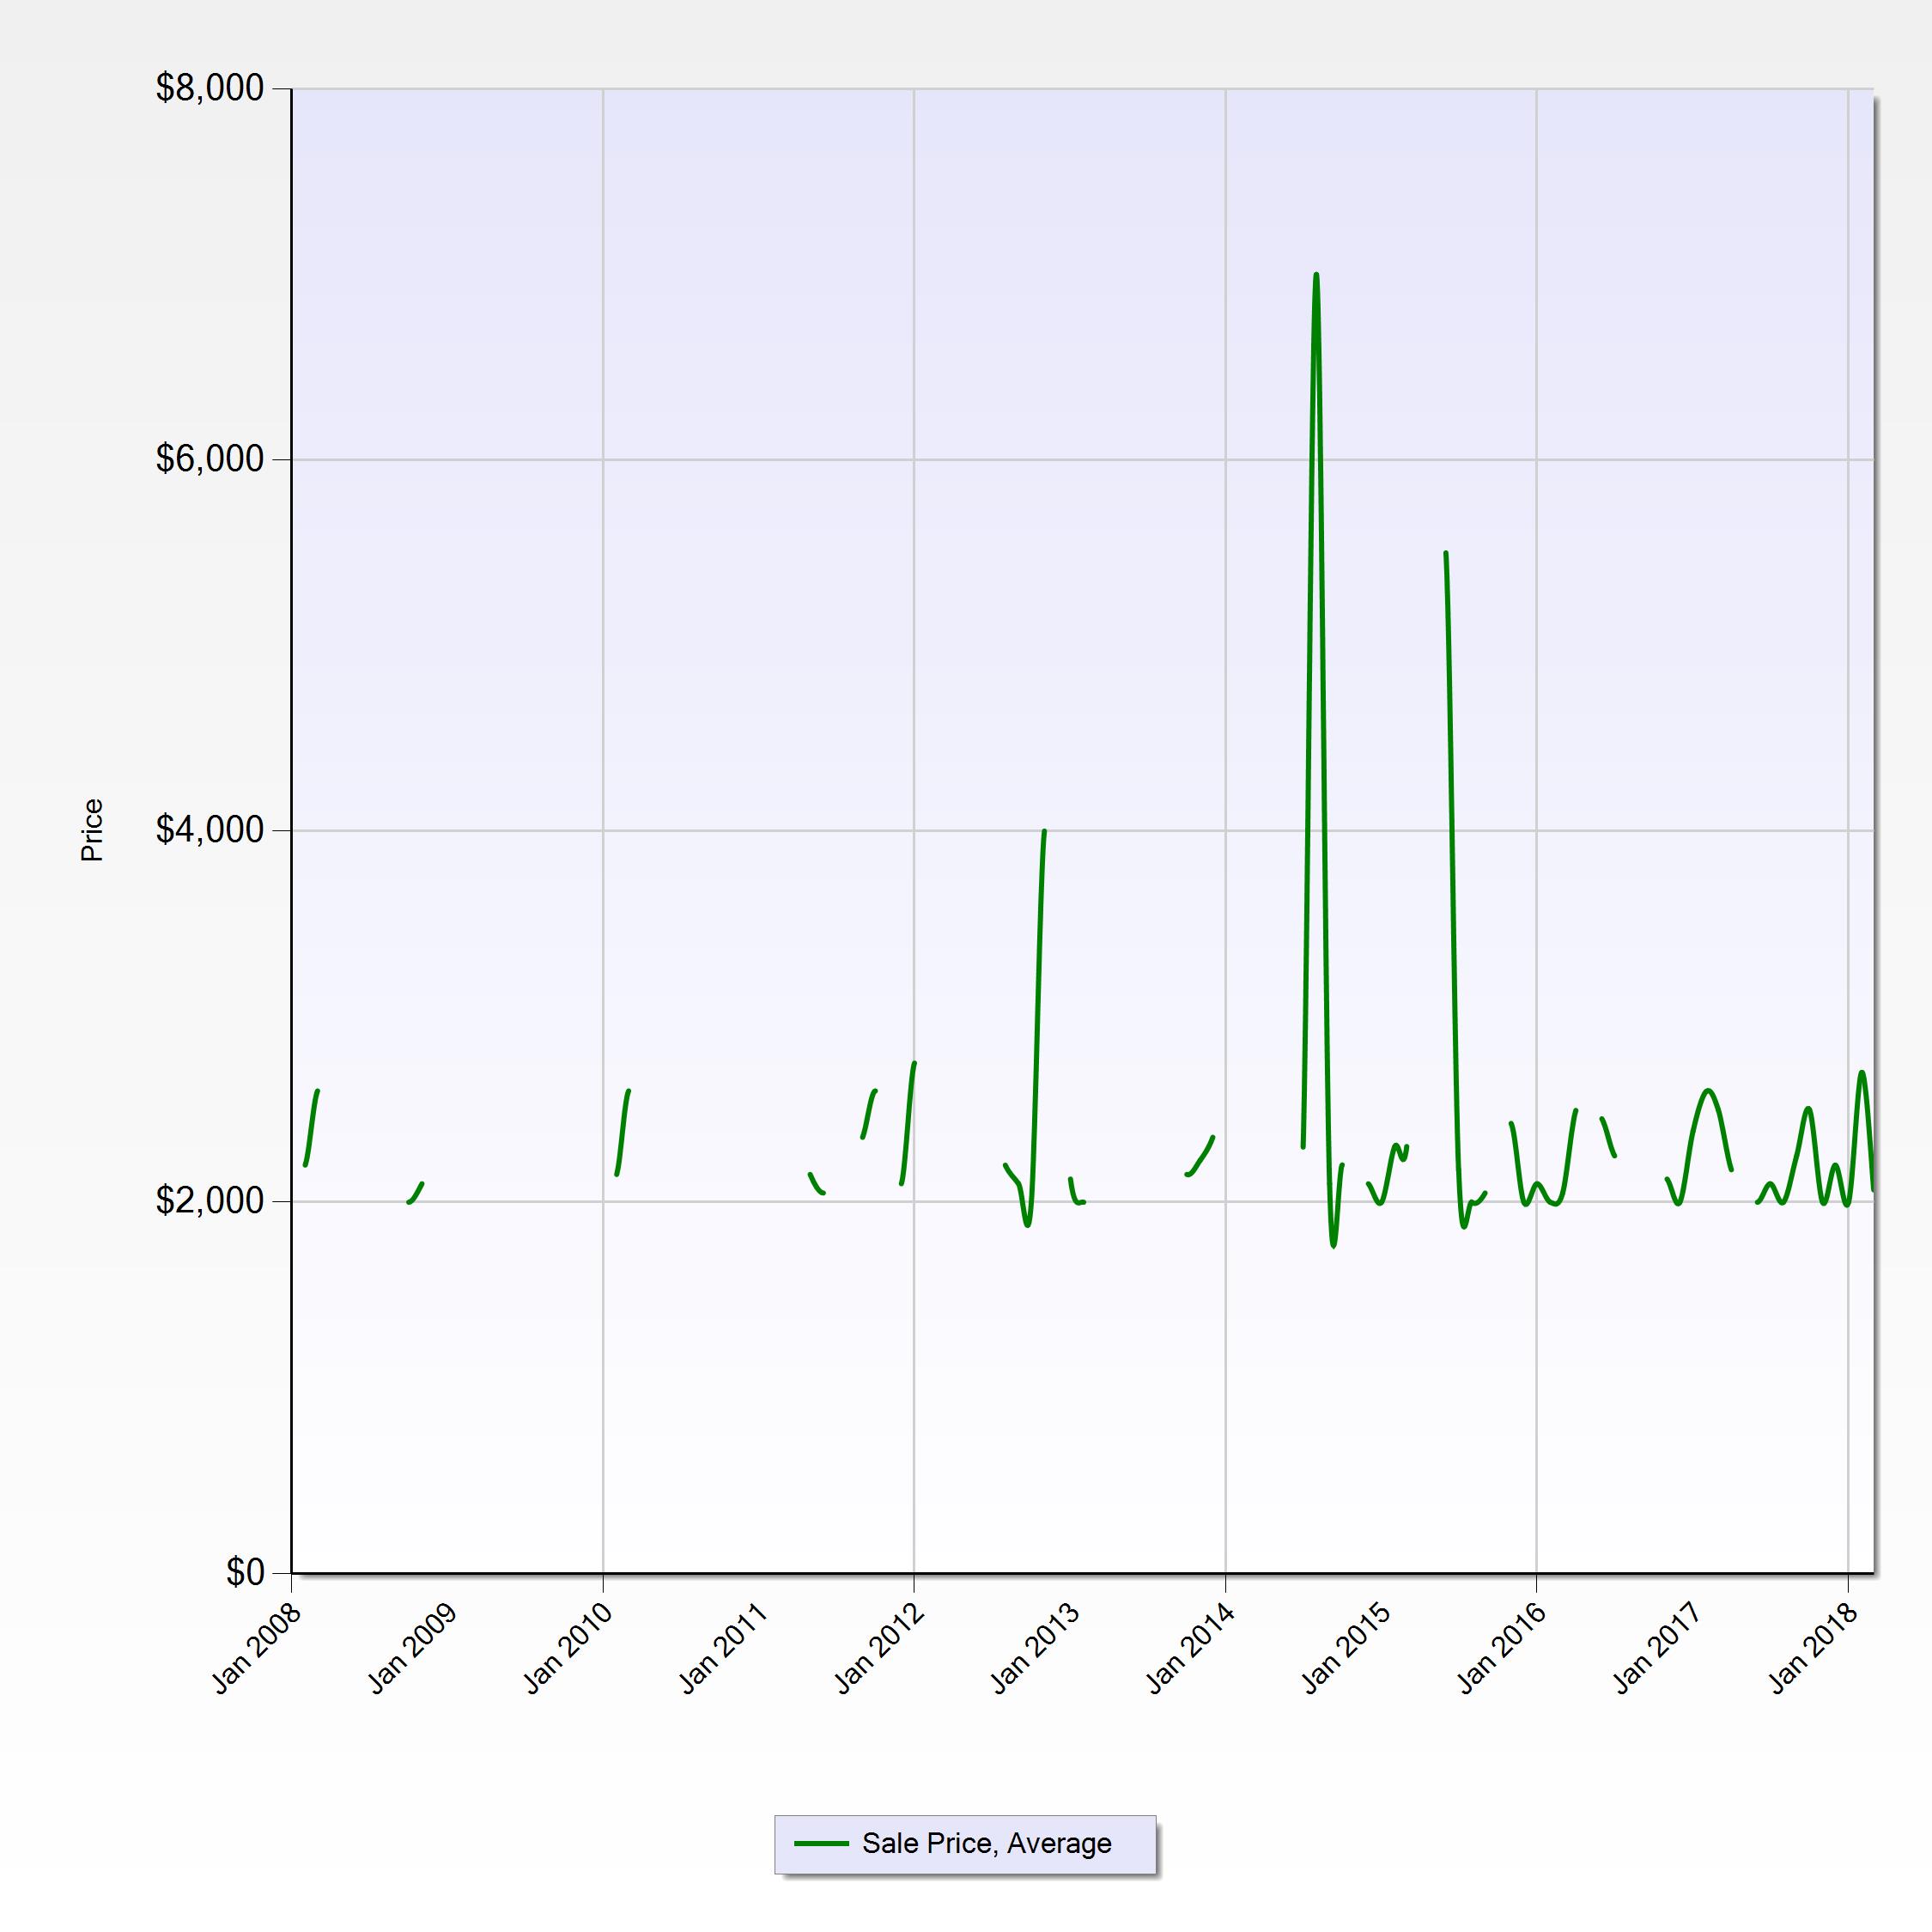 $8,000
$6,000
$4,000
$2,000
$0
Price
Jan 2008
Jan 2009
Jan 2010
Jan 2011
Jan 2012
Jan 2013
Jan 2014
Jan 2015
Jan 2016
Jan 2017
Jan 2018
Sale Price, Average